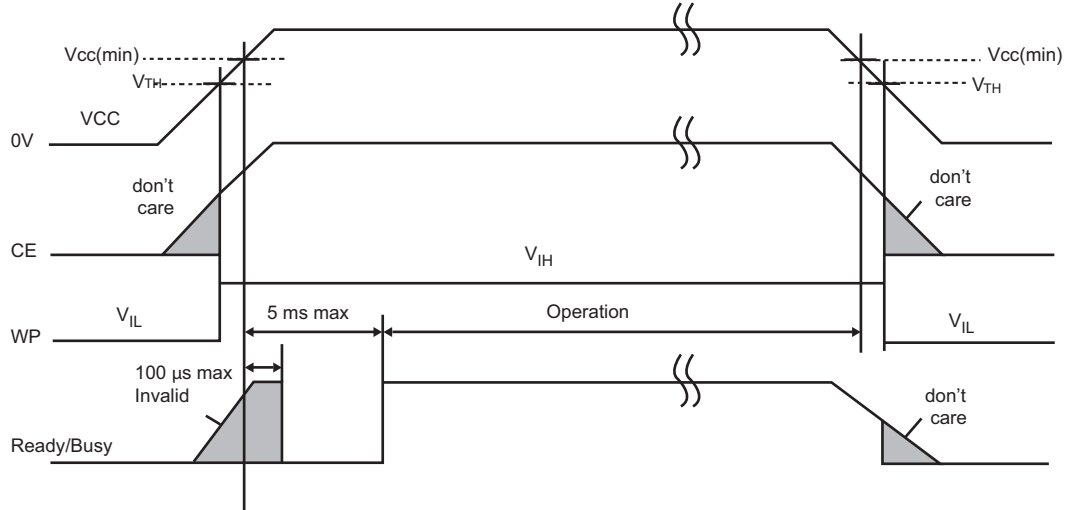 Vcc(min)
Vcc(min)
VTH
VTH
VCC
0V
don't
care
don't
care
CE
VIH
VIL
5 ms max
Operation
VIL
WP
100 µs max
Invalid
don't
care
Ready/Busy